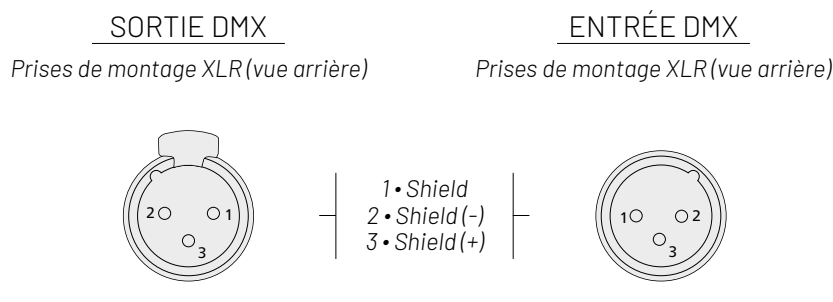 SORTIE DMX
Prises de montage XLR (vue arrière)
2 1
3
1 • Shield
2 • Shield (-)
3 • Shield (+)
ENTRÉE DMX
Prises de montage XLR (vue arrière)
1 2
3